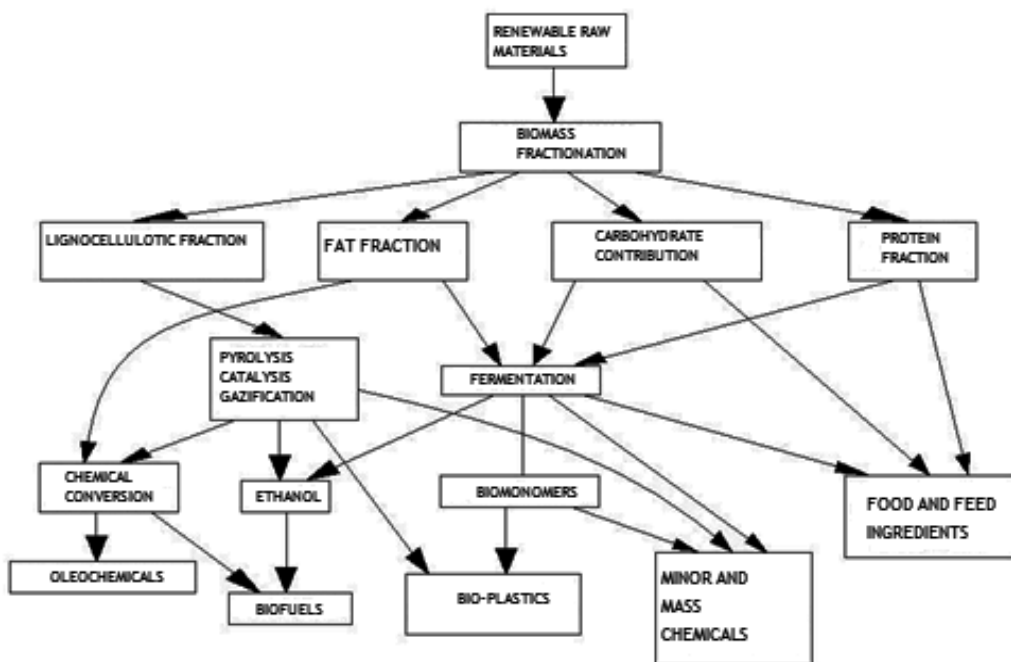 RENEWABLE RAW
MATERIALS
BIOMASS
FRACTIONATION
LIGNOCELLULOTIC FRACTION
FAT FRACTION
CARBOHYDRATE
CONTRIBUTION
PROTEIN
FRACTION
PYROLYSIS
CATALYSIS
GAZIFICATION
FERMENTATION
CHEMICAL
CONVERSION
ETHANOL
BIOMONOMERS
FOOD AND FEED
INGREDIENTS
OLEOCHEMICALS
BIOFUELS
BIO-PLASTICS
MINOR AND
MASS
CHEMICALS